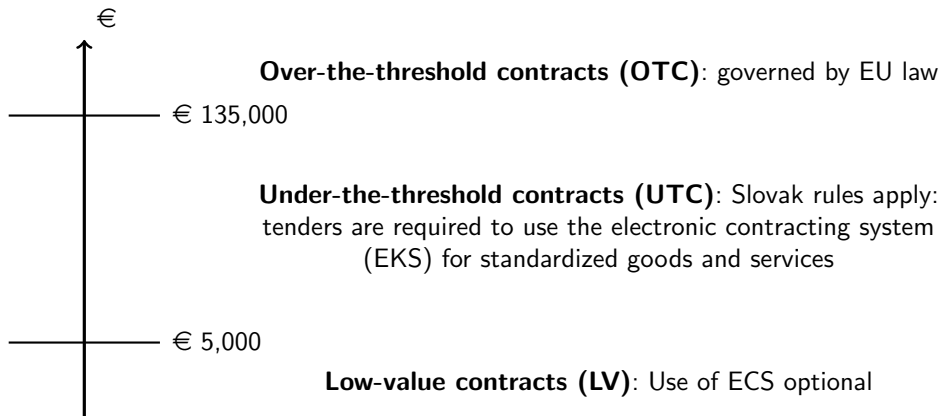 €
Over-the-threshold contracts (OTC): governed by EU law
€ 135,000
Under-the-threshold contracts (UTC): Slovak rules apply:
tenders are required to use the electronic contracting system
(EKS) for standardized goods and services
€ 5,000
Low-value contracts (LV): Use of ECS optional